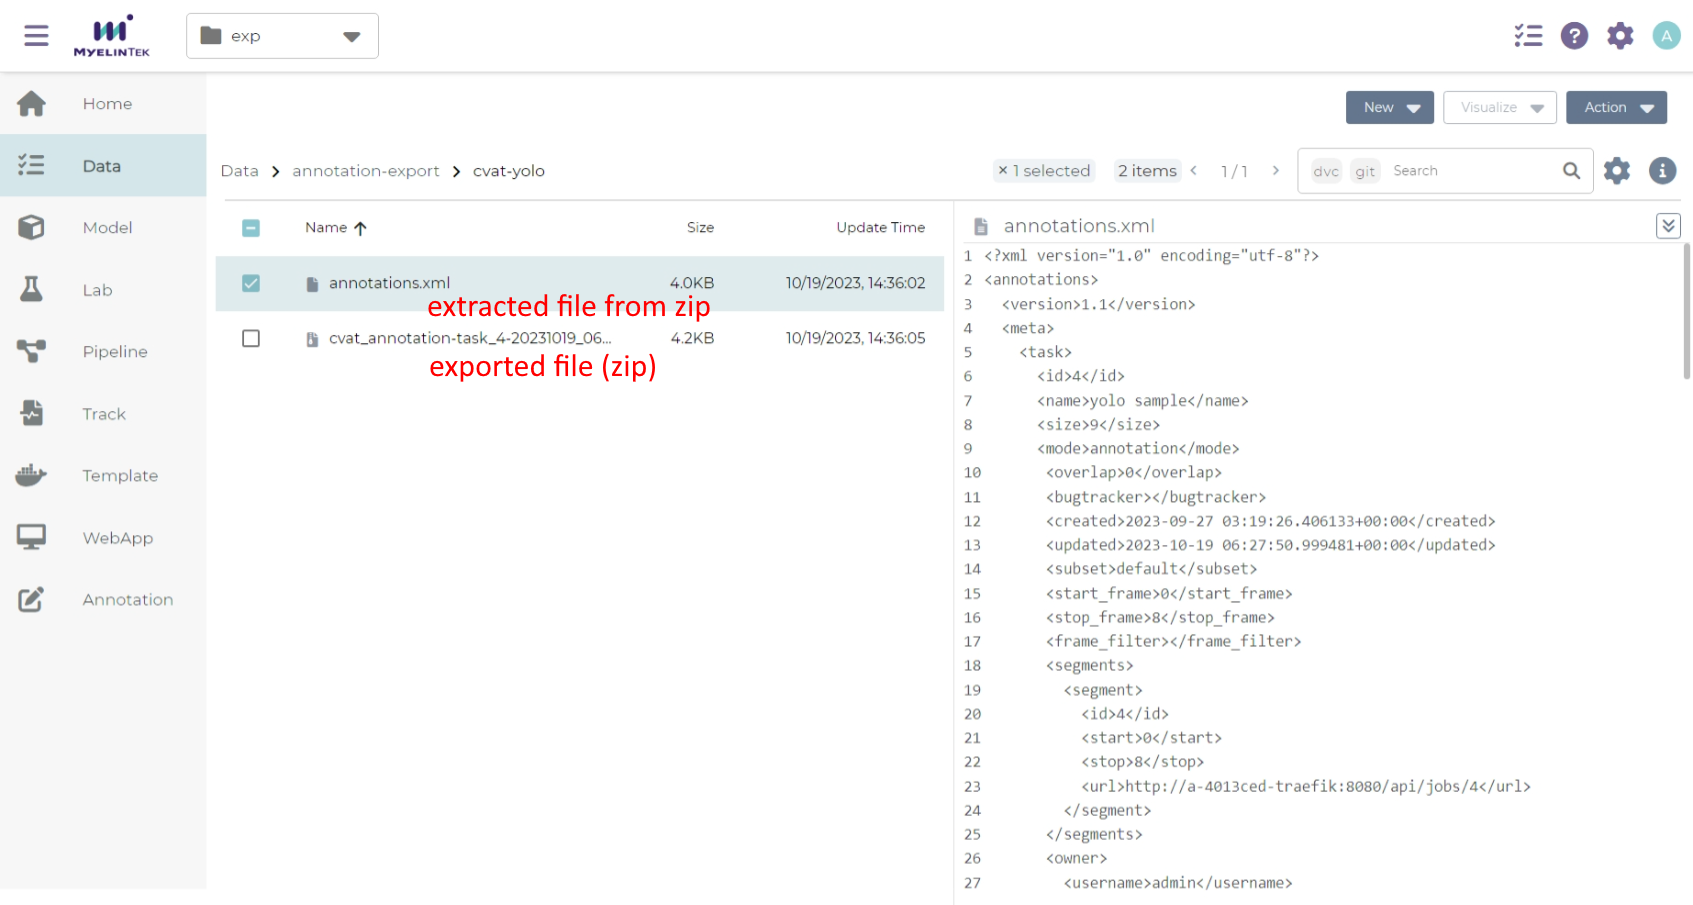 MYELINTEK
exp
?
A
Home
Data
Model
Lab
Pipeline
Track
Template
WebApp
Annotation
New
Visualize
Action
Data > annotation-export > cvat-yolo
× 1 selected
2 items
< 1 / 1 >
dvc git Search
Name Size Update Time
annotations.xml 4.0KB 10/19/2023, 14:36:02
extracted file from zip
cvat_annotation-task_4-20231019_06... 4.2KB 10/19/2023, 14:36:05
exported file (zip)
annotations.xml
1 <?xml version="1.0" encoding="utf-8"?>
2 <annotations>
3 <version>1.1</version>
4 <meta>
5 <task>
6 <id>4</id>
7 <name>yolo sample</name>
8 <size>9</size>
9 <mode>annotation</mode>
10 <overlap>0</overlap>
11 <bugtracker></bugtracker>
12 <created>2023-09-27 03:19:26.406133+00:00</created>
13 <updated>2023-10-19 06:27:50.999481+00:00</updated>
14 <subset>default</subset>
15 <start_frame>0</start_frame>
16 <stop_frame>8</stop_frame>
17 <frame_filter></frame_filter>
18 <segments>
19 <segment>
20 <id>4</id>
21 <start>0</start>
22 <stop>8</stop>
23 <url>http://a-4013ced-traefik:8080/api/jobs/4</url>
24 </segment>
25 </segments>
26 <owner>
27 <username>admin</username>